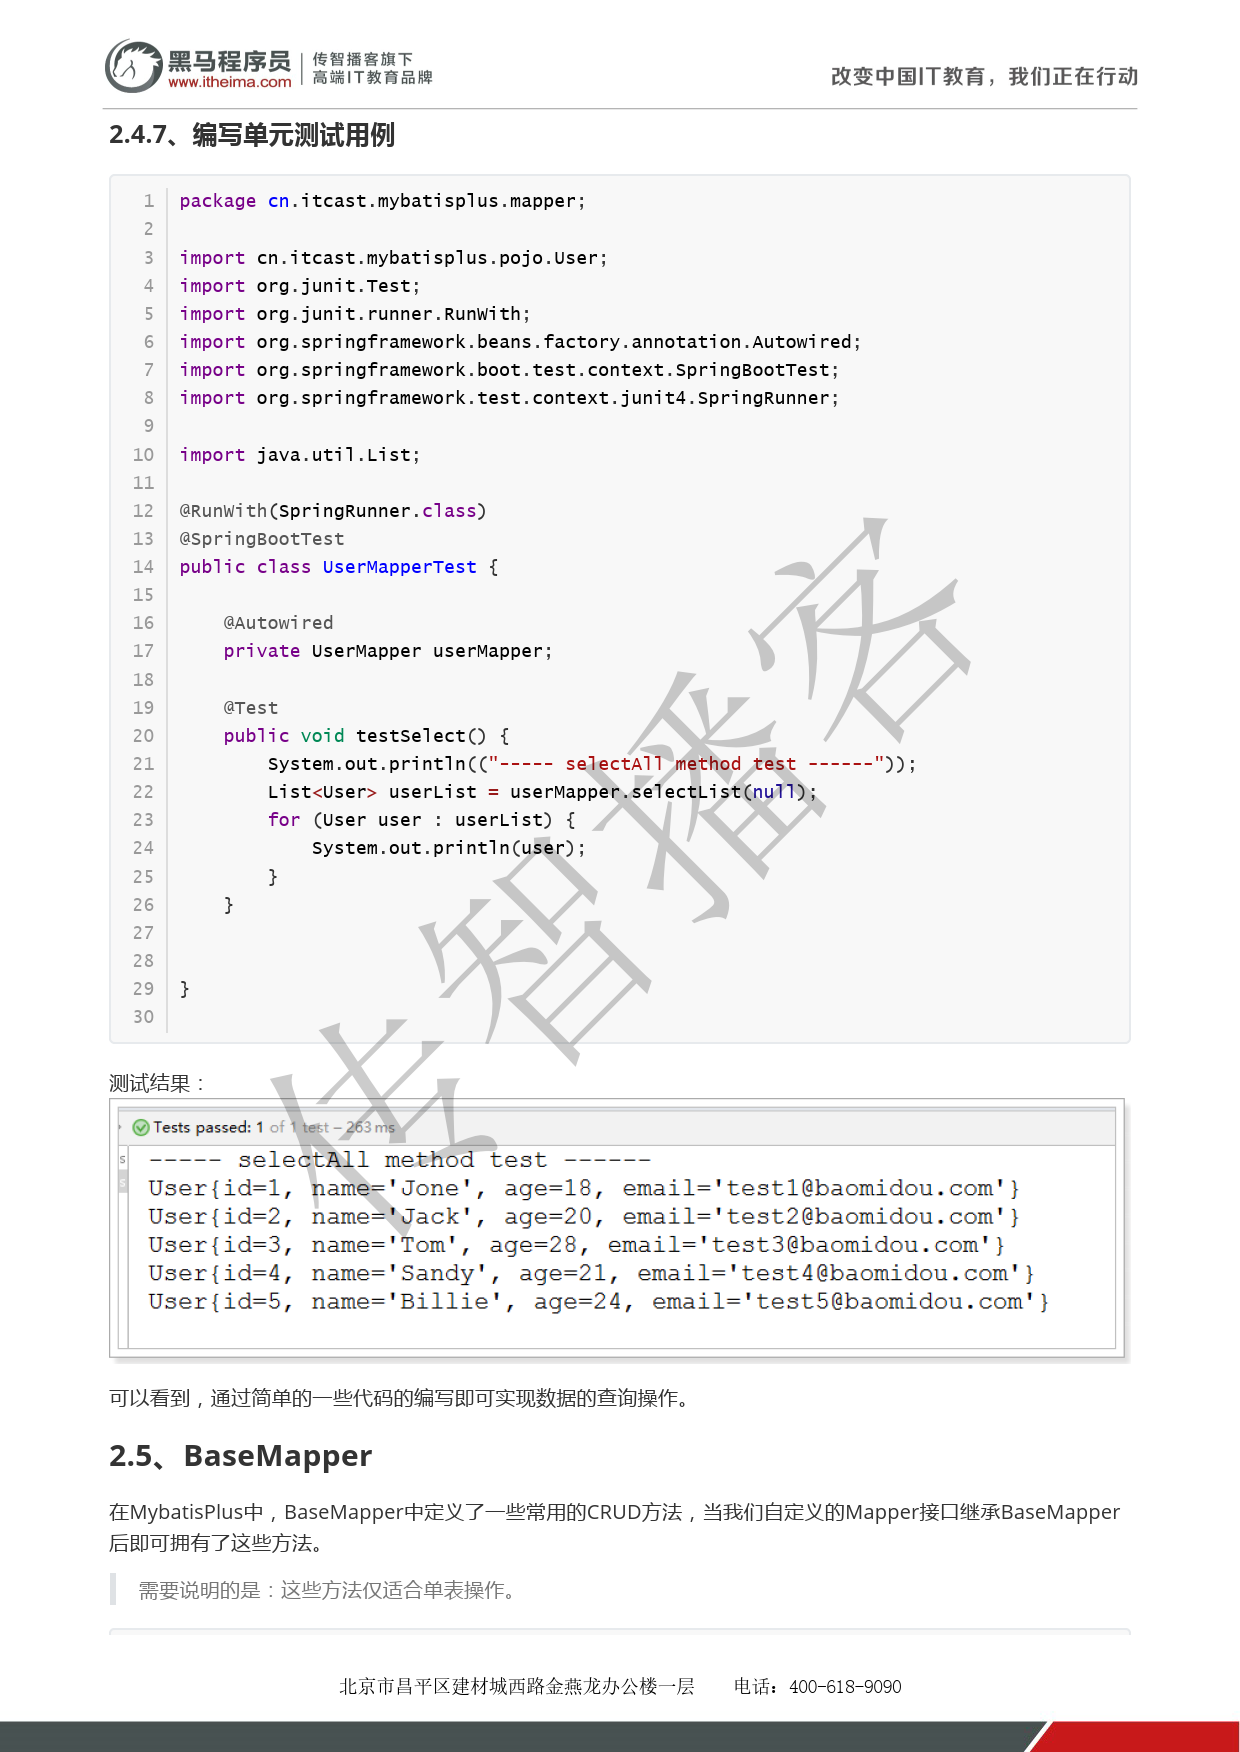 黑马程序员
www.itheima.com
传智播客旗下
高端IT教育品牌
改变中国IT教育，我们正在行动
2.4.7、编写单元测试用例
1 package cn.itcast.mybatisplus.mapper;
2
3 import cn.itcast.mybatisplus.pojo.User;
4 import org.junit.Test;
5 import org.junit.runner.RunWith;
6 import org.springframework.beans.factory.annotation.Autowired;
7 import org.springframework.boot.test.context.SpringBootTest;
8 import org.springframework.test.context.junit4.SpringRunner;
9
10 import java.util.List;
11
12 @RunWith(SpringRunner.class)
13 @SpringBootTest
14 public class UserMapperTest {
15
16     @Autowired
17     private UserMapper userMapper;
18
19     @Test
20     public void testSelect() {
21         System.out.println(("----- selectAll method test ------"));
22         List<User> userList = userMapper.selectList(null);
23         for (User user : userList) {
24             System.out.println(user);
25         }
26     }
27
28
29 }
30
传智播客
测试结果：
Tests passed: 1 of 1 test – 263 ms
s
s
----- selectAll method test ------
User{id=1, name='Jone', age=18, email='test1@baomidou.com'}
User{id=2, name='Jack', age=20, email='test2@baomidou.com'}
User{id=3, name='Tom', age=28, email='test3@baomidou.com'}
User{id=4, name='Sandy', age=21, email='test4@baomidou.com'}
User{id=5, name='Billie', age=24, email='test5@baomidou.com'}
可以看到，通过简单的一些代码的编写即可实现数据的查询操作。
2.5、BaseMapper
在MybatisPlus中，BaseMapper中定义了一些常用的CRUD方法，当我们自定义的Mapper接口继承BaseMapper
后即可拥有了这些方法。
需要说明的是：这些方法仅适合单表操作。
北京市昌平区建材城西路金燕龙办公楼一层 电话：400-618-9090